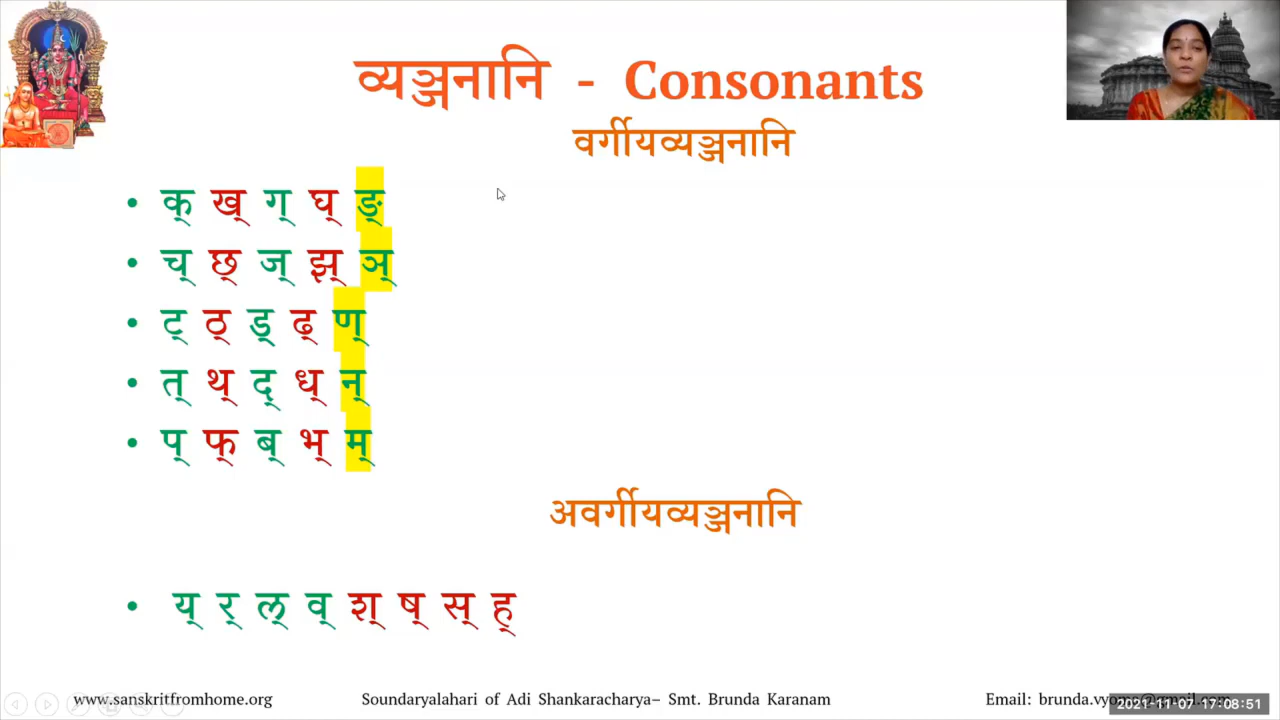 व्यञ्जनानि - Consonants
वर्गीयव्यञ्जनानि
• क् ख् ग् घ् ङ्
• च् छ् ज् झ् ञ्
• ट् ठ् ड् ढ् ण्
• त् थ् द् ध् न्
• प् फ् ब् भ् म्
अवर्गीयव्यञ्जनानि
• य् र् ल् व् श् ष् स् ह्
www.sanskritfromhome.org Soundaryalahari of Adi Shankaracharya– Smt. Brunda Karanam Email:
2021-11-07 17:08:51